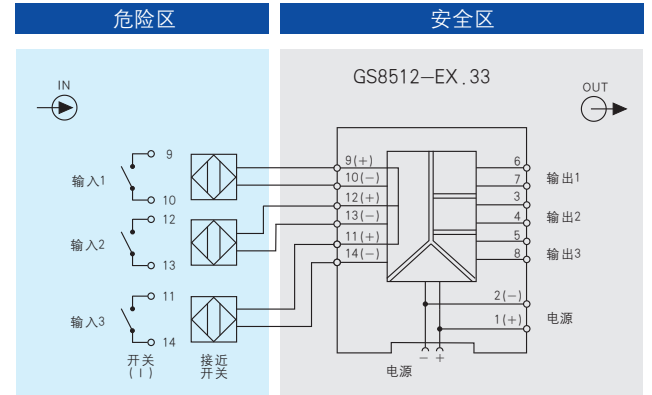 危险区
安全区
IN
GS8512-EX.33
OUT
输入1
9
10
9(+)
10(-)
6
7
输出1
输入2
12
13
12(+)
13(-)
3
4
输出2
输入3
11
14
11(+)
14(-)
5
8
输出3
2(-)
1(+)
电源
开关
(I)
接近
开关
- +
电源